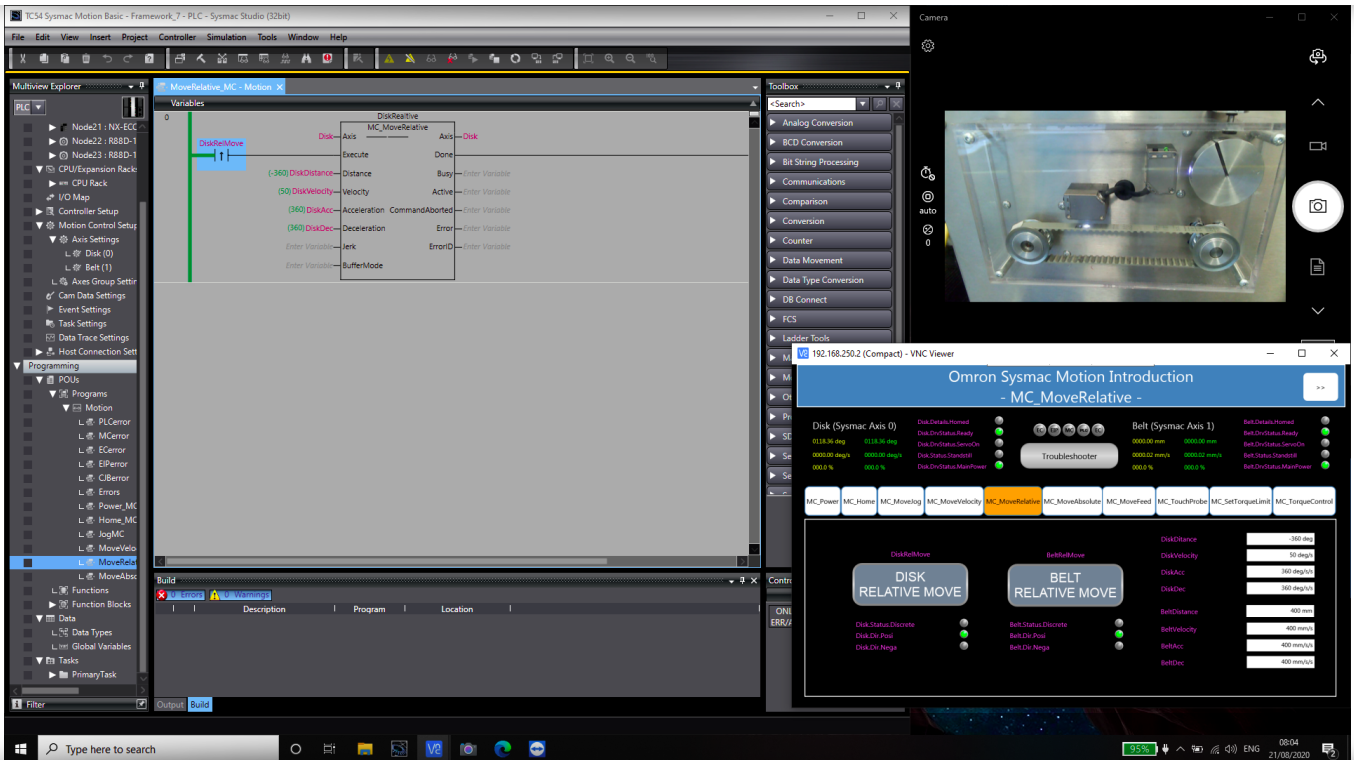 TC54 Sysmac Motion Basic - Framework_7 - PLC - Sysmac Studio (32bit)
File Edit View Insert Project Controller Simulation Tools Window Help
Multiview Explorer
PLC
Node21 : NX-ECC
Node22 : R88D-1
Node23 : R88D-1
CPU/Expansion Racks
CPU Rack
I/O Map
Controller Setup
Motion Control Setup
Axis Settings
Disk (0)
Belt (1)
Axes Group Settin
Cam Data Settings
Event Settings
Task Settings
Data Trace Settings
Host Connection Sett
Programming
POUs
Programs
Motion
PLCerror
MCerror
ECerror
EIPerror
CJBerror
Errors
Power_MC
Home_MC
JogMC
MoveVelo
MoveRelat
MoveAbso
Functions
Function Blocks
Data
Data Types
Global Variables
Tasks
PrimaryTask
Filter
MoveRelative_MC - Motion
Variables
0
DiskRelMove
DiskRealtive
MC_MoveRelative
Disk Axis Axis Disk
Execute Done
(-360) DiskDistance Distance Busy Enter Variable
(50) DiskVelocity Velocity Active Enter Variable
(360) DiskAcc Acceleration CommandAborted Enter Variable
(360) DiskDec Deceleration Error Enter Variable
Enter Variable Jerk ErrorID Enter Variable
Enter Variable BufferMode
Build
0 Errors 0 Warnings
Description Program Location
Output Build
Toolbox
<Search>
Analog Conversion
BCD Conversion
Bit String Processing
Communications
Comparison
Conversion
Counter
Data Movement
Data Type Conversion
DB Connect
FCS
Ladder Tools
Contro
ONL
ERR/A
Camera
auto
0
192.168.250.2 (Compact) - VNC Viewer
Omron Sysmac Motion Introduction
- MC_MoveRelative -
>>
Disk (Sysmac Axis 0)
0118.36 deg 0118.36 deg
0000.00 deg/s 0000.00 deg/s
000.0 % 000.0 %
Disk.Details.Homed
Disk.DrvStatus.Ready
Disk.DrvStatus.ServoOn
Disk.Status.Standstill
Disk.DrvStatus.MainPower
Troubleshooter
Belt (Sysmac Axis 1)
0000.00 mm 0000.00 mm
0000.02 mm/s 0000.02 mm/s
000.0 % 000.0 %
Belt.Details.Homed
Belt.DrvStatus.Ready
Belt.DrvStatus.ServoOn
Belt.Status.Standstill
Belt.DrvStatus.MainPower
MC_Power MC_Home MC_MoveJog MC_MoveVelocity MC_MoveRelative MC_MoveAbsolute MC_MoveFeed MC_TouchProbe MC_SetTorqueLimit MC_TorqueControl
DiskRelMove
DISK
RELATIVE MOVE
Disk.Status.Discrete
Disk.Dir.Posi
Disk.Dir.Nega
BeltRelMove
BELT
RELATIVE MOVE
Belt.Status.Discrete
Belt.Dir.Posi
Belt.Dir.Nega
DiskDitance -360 deg
DiskVelocity 50 deg/s
DiskAcc 360 deg/s/s
DiskDec 360 deg/s/s
BeltDistance 400 mm
BeltVelocity 400 mm/s
BeltAcc 400 mm/s/s
BeltDec 400 mm/s/s
Type here to search
95%
ENG
08:04
21/08/2020
2